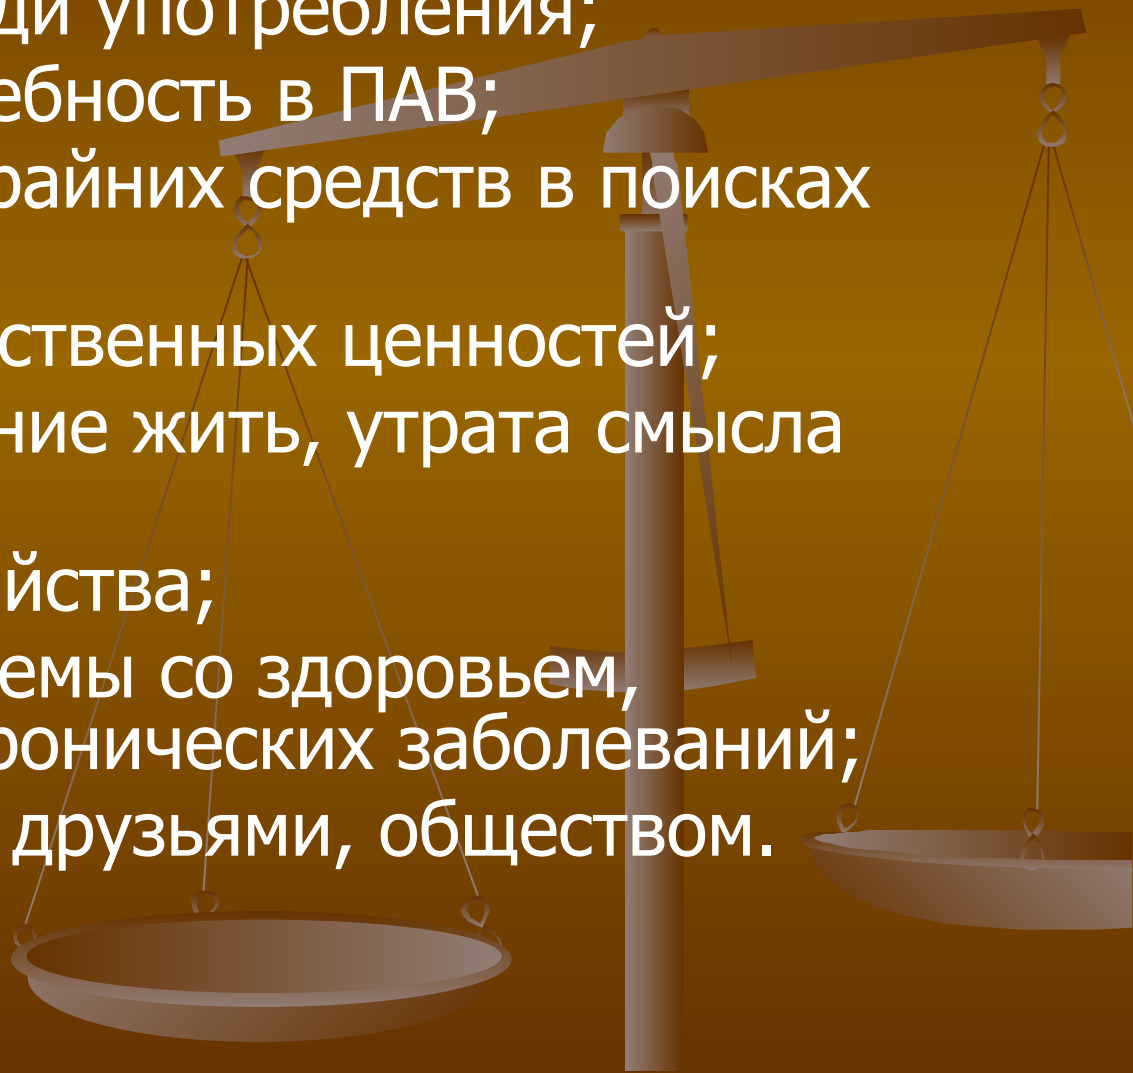 ди употребления;
ебность в ПАВ;
райних средств в поисках
ственных ценностей;
ние жить, утрата смысла
йства;
емы со здоровьем,
ронических заболеваний;
друзьями, обществом.